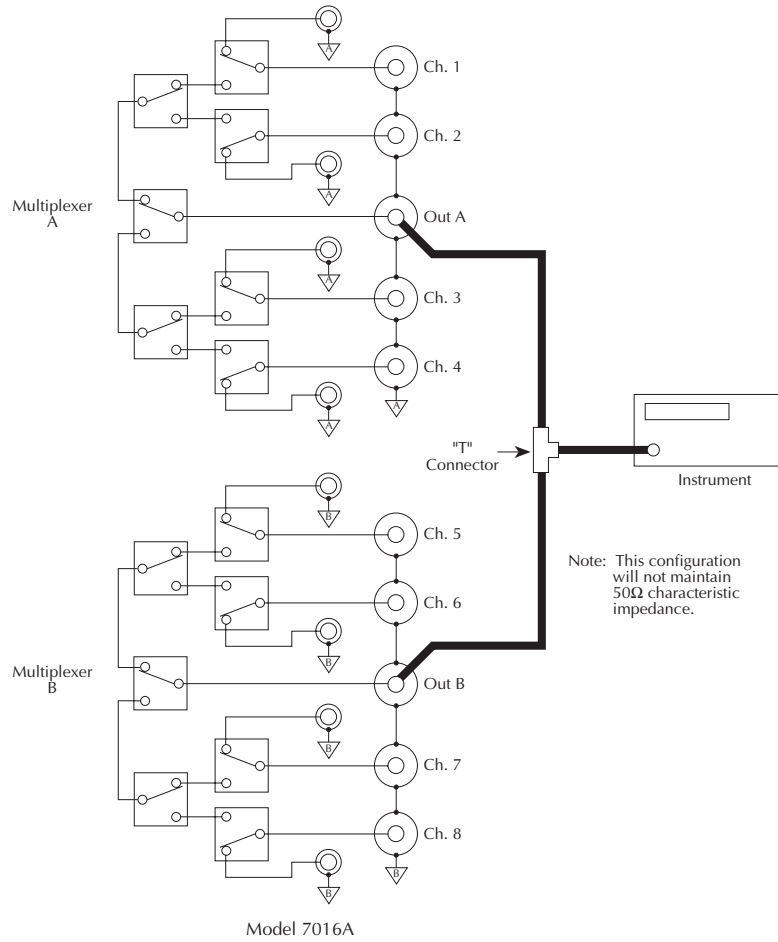 A
Ch. 1
Ch. 2
A
Multiplexer
A
Out A
A
Ch. 3
Ch. 4
A
A
"T"
Connector
Instrument
B
Ch. 5
Note: This configuration
will not maintain
50Ω characteristic
impedance.
Ch. 6
B
Multiplexer
B
Out B
B
Ch. 7
Ch. 8
B
B
Model 7016A